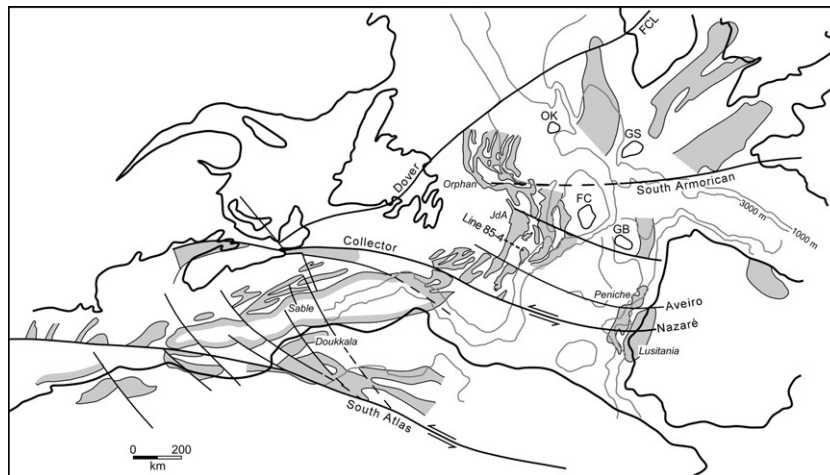 FCL
OK
GS
Dover
Orphan
South Armorican
FC
JdA
3000 m
1000 m
Line 85-4
GB
Collector
Peniche
Aveiro
Sable
Nazaré
Doukkala
Lusitania
South Atlas
0 200
km